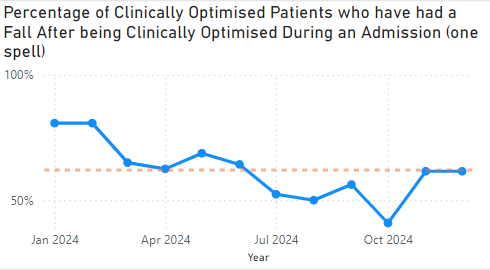 Percentage of Clinically Optimised Patients who have had a
Fall After being Clinically Optimised During an Admission (one
spell)
100%
50%
Jan 2024 Apr 2024 Jul 2024 Oct 2024
Year